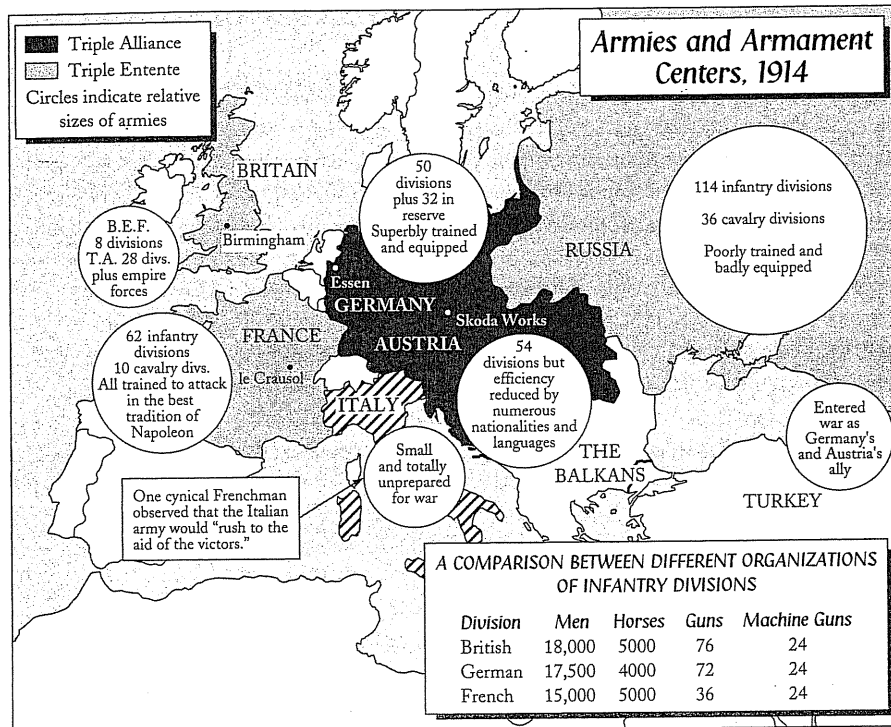 Triple Alliance
Triple Entente
Circles indicate relative
sizes of armies
Armies and Armament
Centers, 1914
BRITAIN
Birmingham
B.E.F.
8 divisions
T.A. 28 divs.
plus empire
forces
50
divisions
plus 32 in
reserve
Superbly trained
and equipped
114 infantry divisions
36 cavalry divisions
Poorly trained and
badly equipped
RUSSIA
Essen
GERMANY
Skoda Works
AUSTRIA
FRANCE
le Crausol
62 infantry
divisions
10 cavalry divs.
All trained to attack
in the best
tradition of
Napoleon
54
divisions but
efficiency
reduced by
numerous
nationalities and
languages
ITALY
Small
and totally
unprepared
for war
THE
BALKANS
Entered
war as
Germany's
and Austria's
ally
TURKEY
One cynical Frenchman
observed that the Italian
army would "rush to the
aid of the victors."
A COMPARISON BETWEEN DIFFERENT ORGANIZATIONS
OF INFANTRY DIVISIONS
Division Men Horses Guns Machine Guns
British 18,000 5000 76 24
German 17,500 4000 72 24
French 15,000 5000 36 24